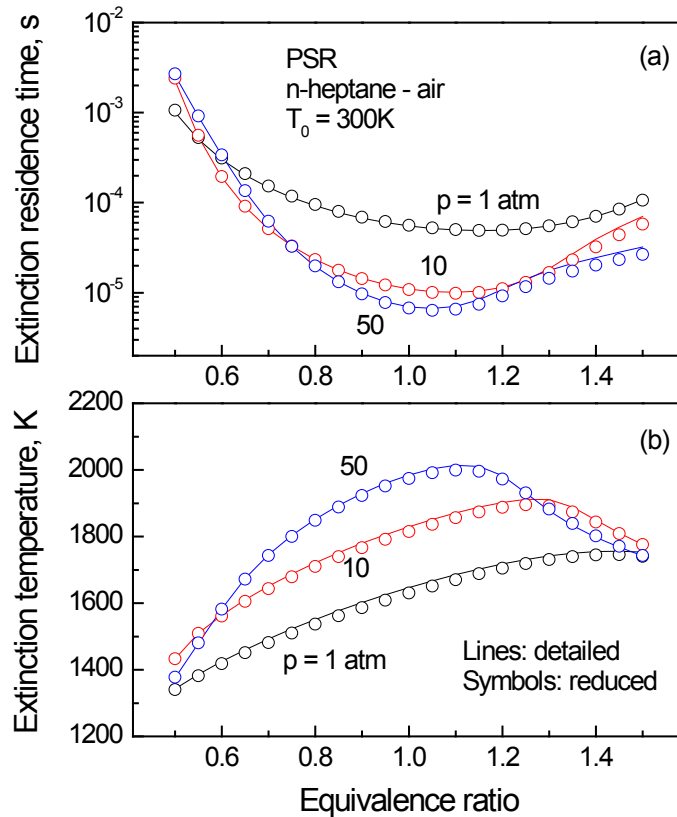 Extinction residence time, s
10^-2
10^-3
10^-4
10^-5
PSR
n-heptane - air
T_0 = 300K
(a)
p = 1 atm
10
50
0.6 0.8 1.0 1.2 1.4
Extinction temperature, K
2200
2000
1800
1600
1400
1200
(b)
50
10
p = 1 atm
Lines: detailed
Symbols: reduced
0.6 0.8 1.0 1.2 1.4
Equivalence ratio